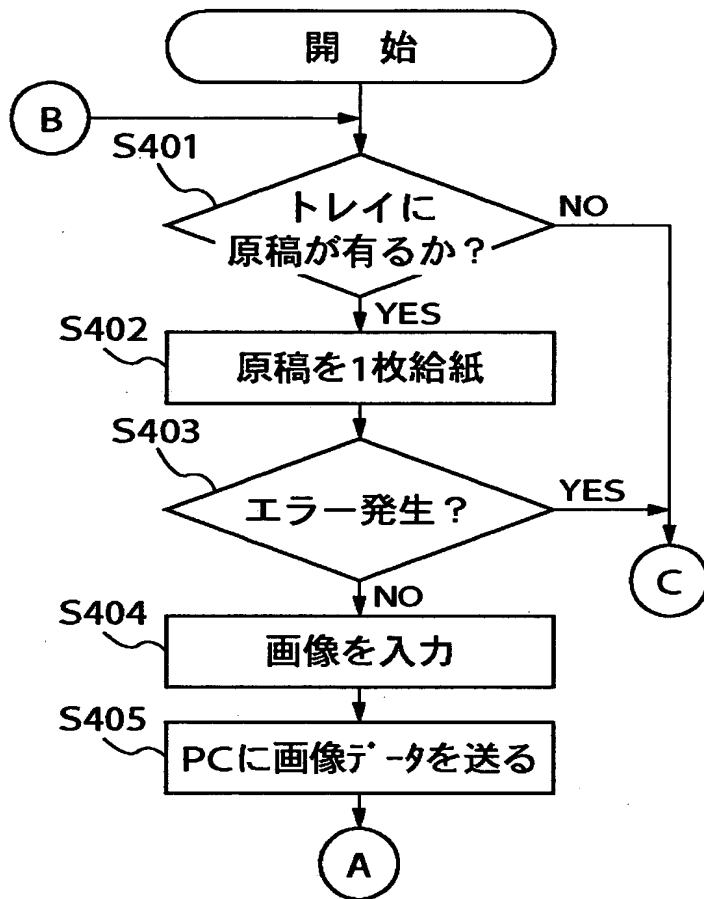 開 始
B
S401
トレイに
原稿が有るか？
NO
YES
S402
原稿を1枚給紙
S403
エラー発生？
YES
C
NO
S404
画像を入力
S405
PCに画像ﾃﾞｰﾀを送る
A